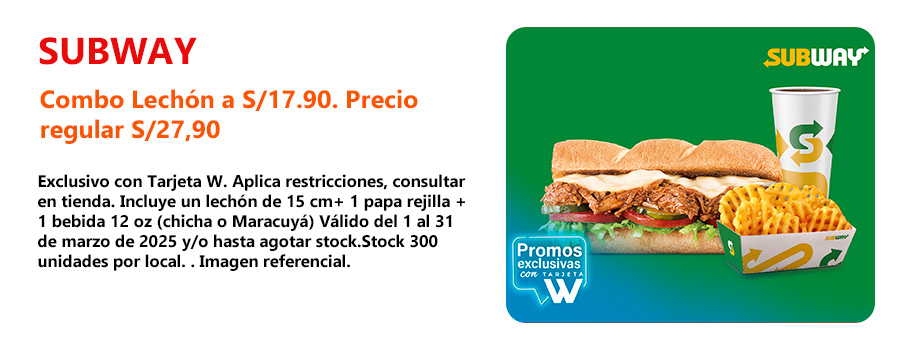 SUBWAY
Combo Lechón a S/17.90. Precio
regular S/27,90
Exclusivo con Tarjeta W. Aplica restricciones, consultar
en tienda. Incluye un lechón de 15 cm+ 1 papa rejilla +
1 bebida 12 oz (chicha o Maracuyá) Válido del 1 al 31
de marzo de 2025 y/o hasta agotar stock.Stock 300
unidades por local. . Imagen referencial.
SUBWAY
S
SUBWAY
Promos
exclusivas
con TARJETA
W